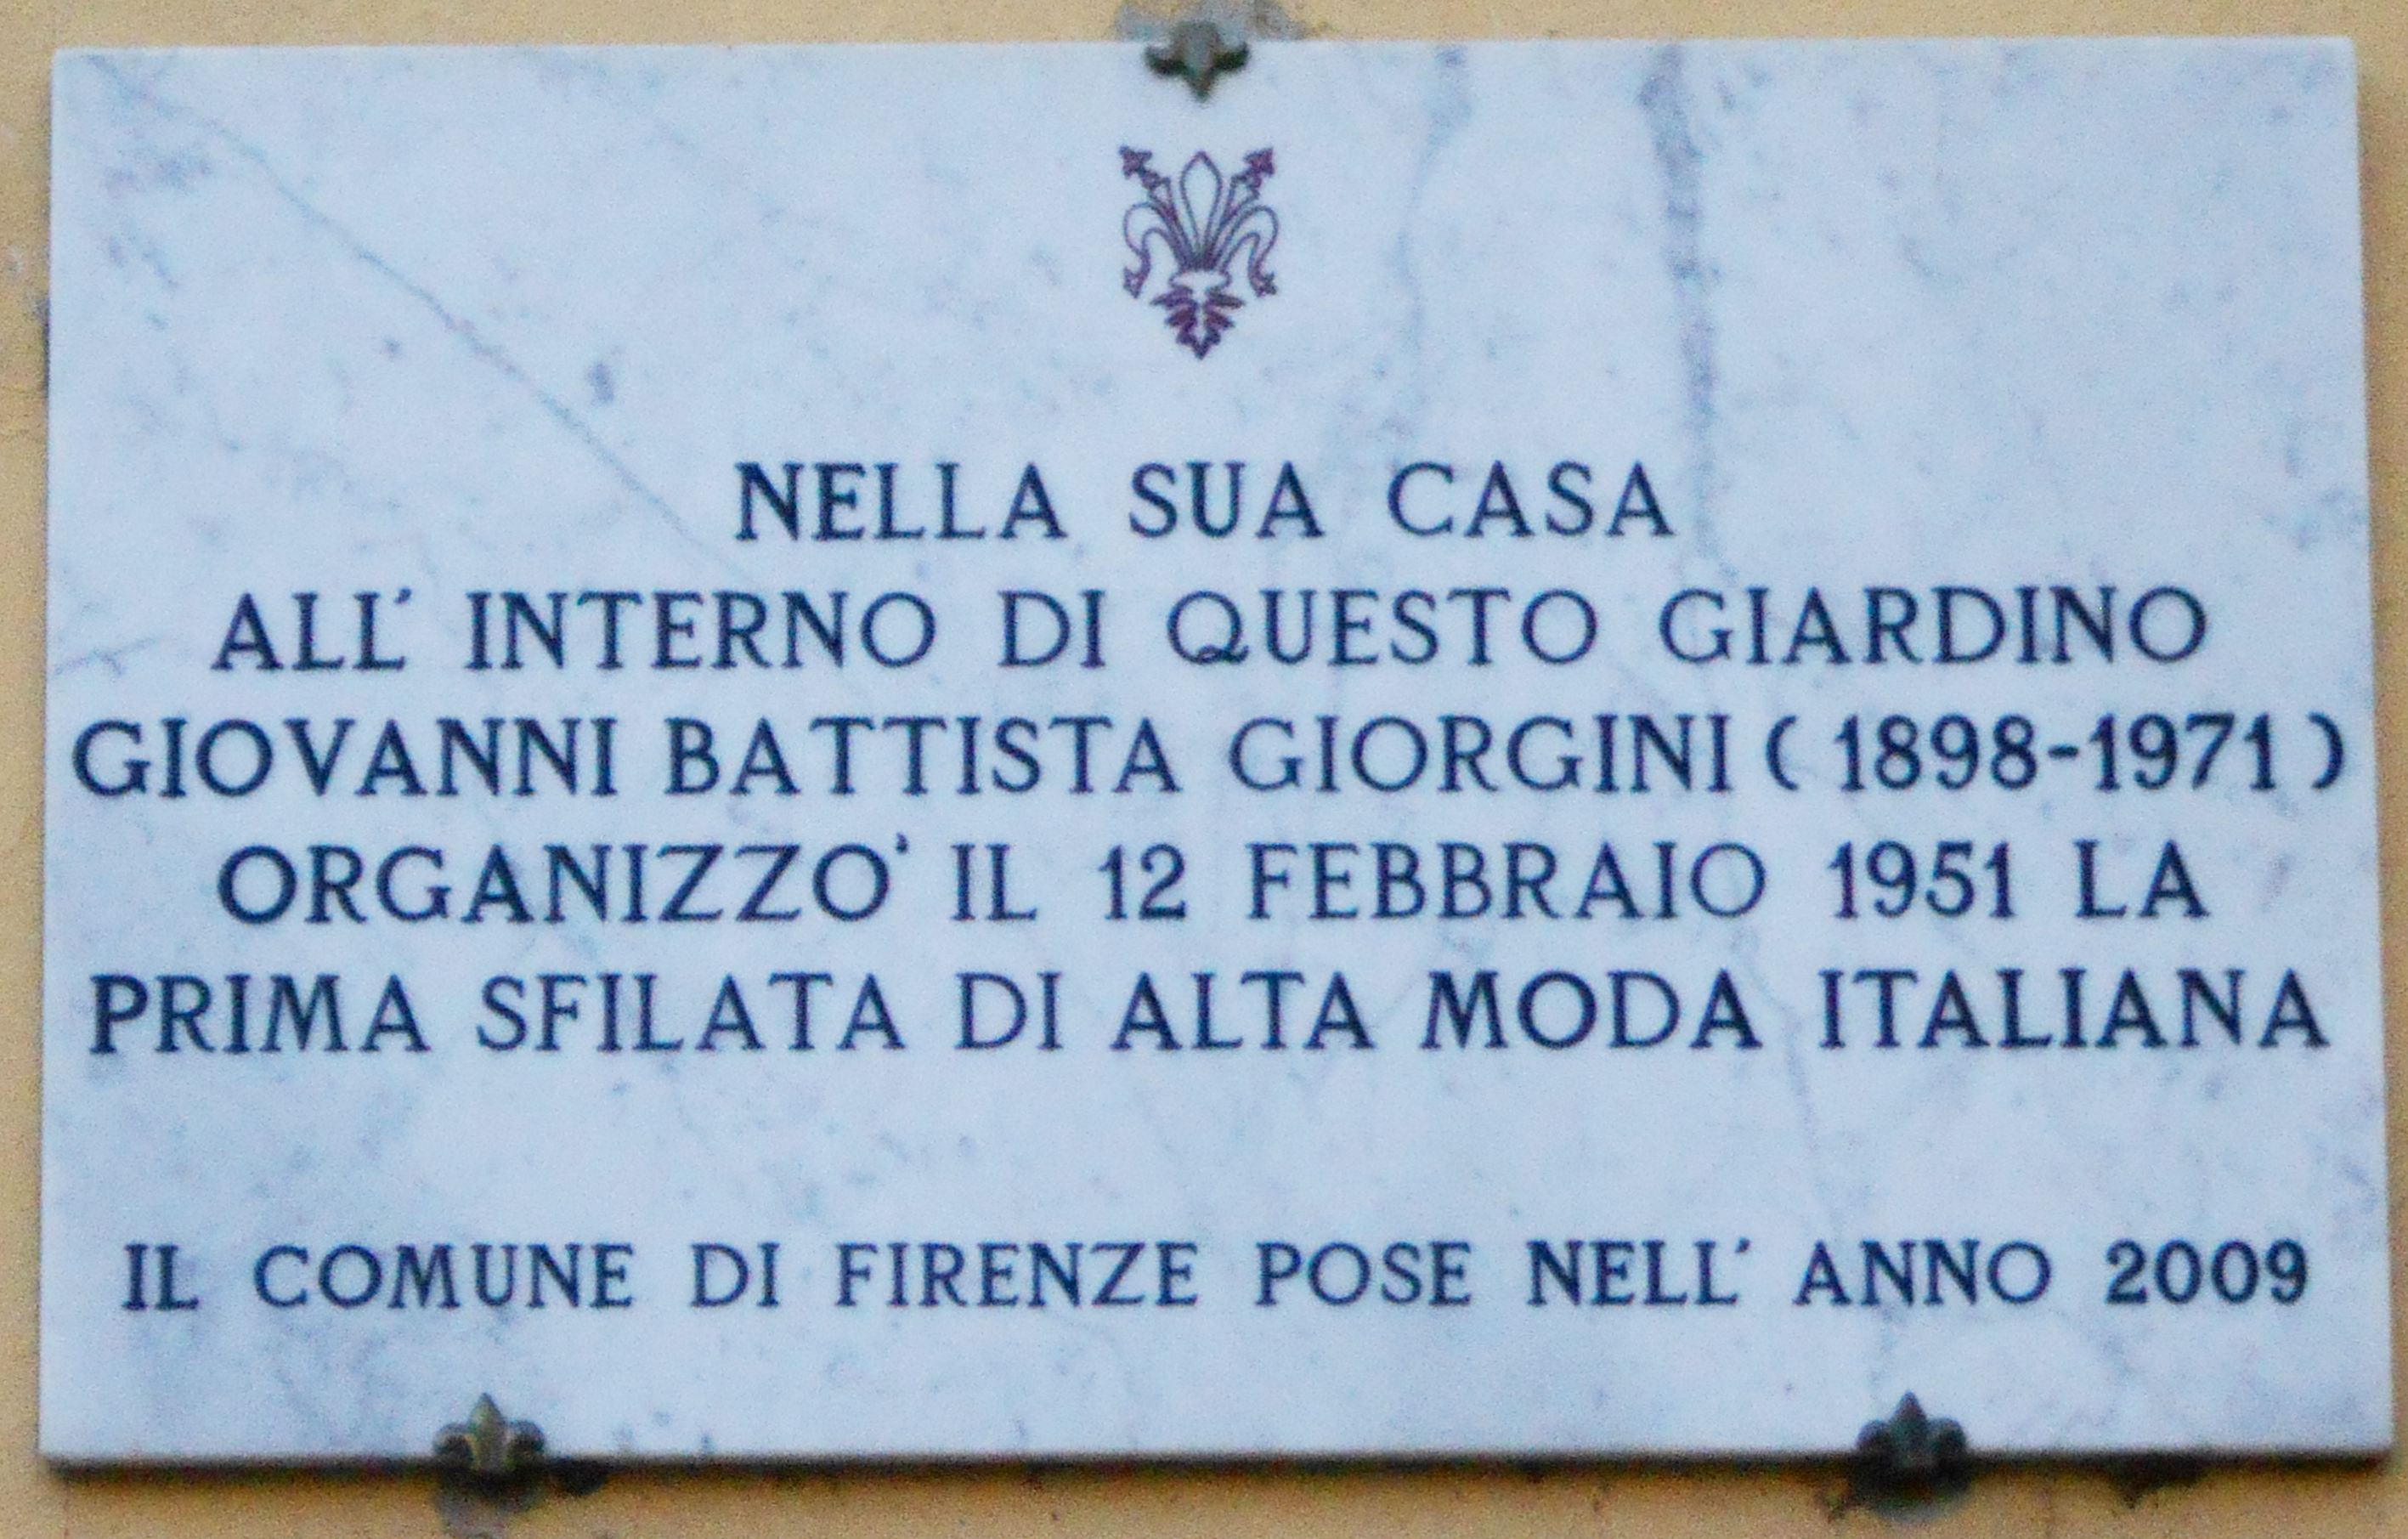 NELLA SUA CASA
ALL' INTERNO DI QUESTO GIARDINO
GIOVANNI BATTISTA GIORGINI ( 1898-1971 )
ORGANIZZO' IL 12 FEBBRAIO 1951 LA
PRIMA SFILATA DI ALTA MODA ITALIANA
IL COMUNE DI FIRENZE POSE NELL' ANNO 2009